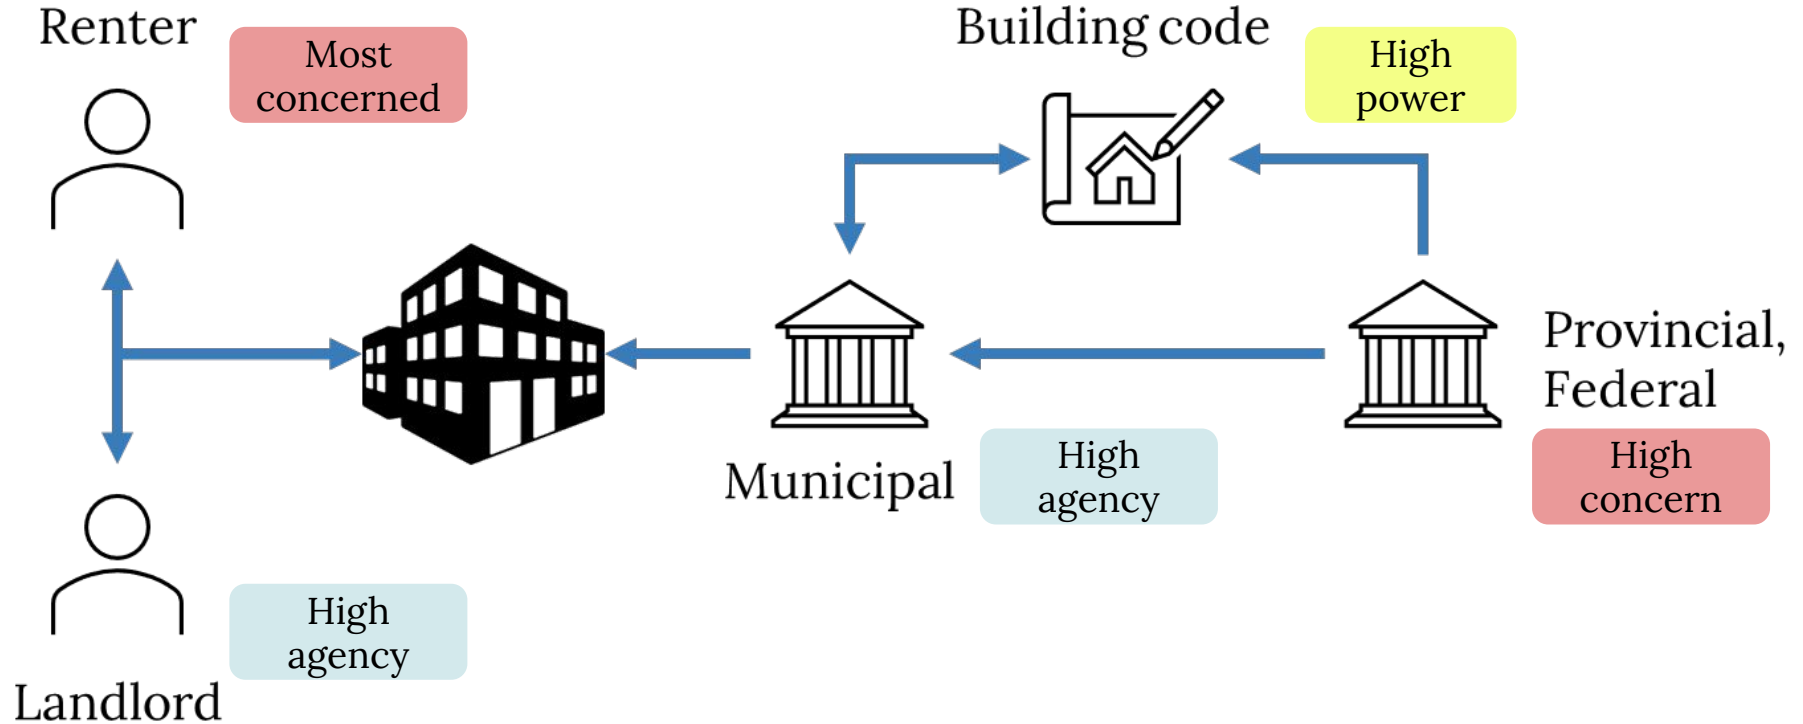 Renter
Most
concerned
Building code
High
power
Provincial,
Federal
High
concern
Municipal
High
agency
High
agency
Landlord